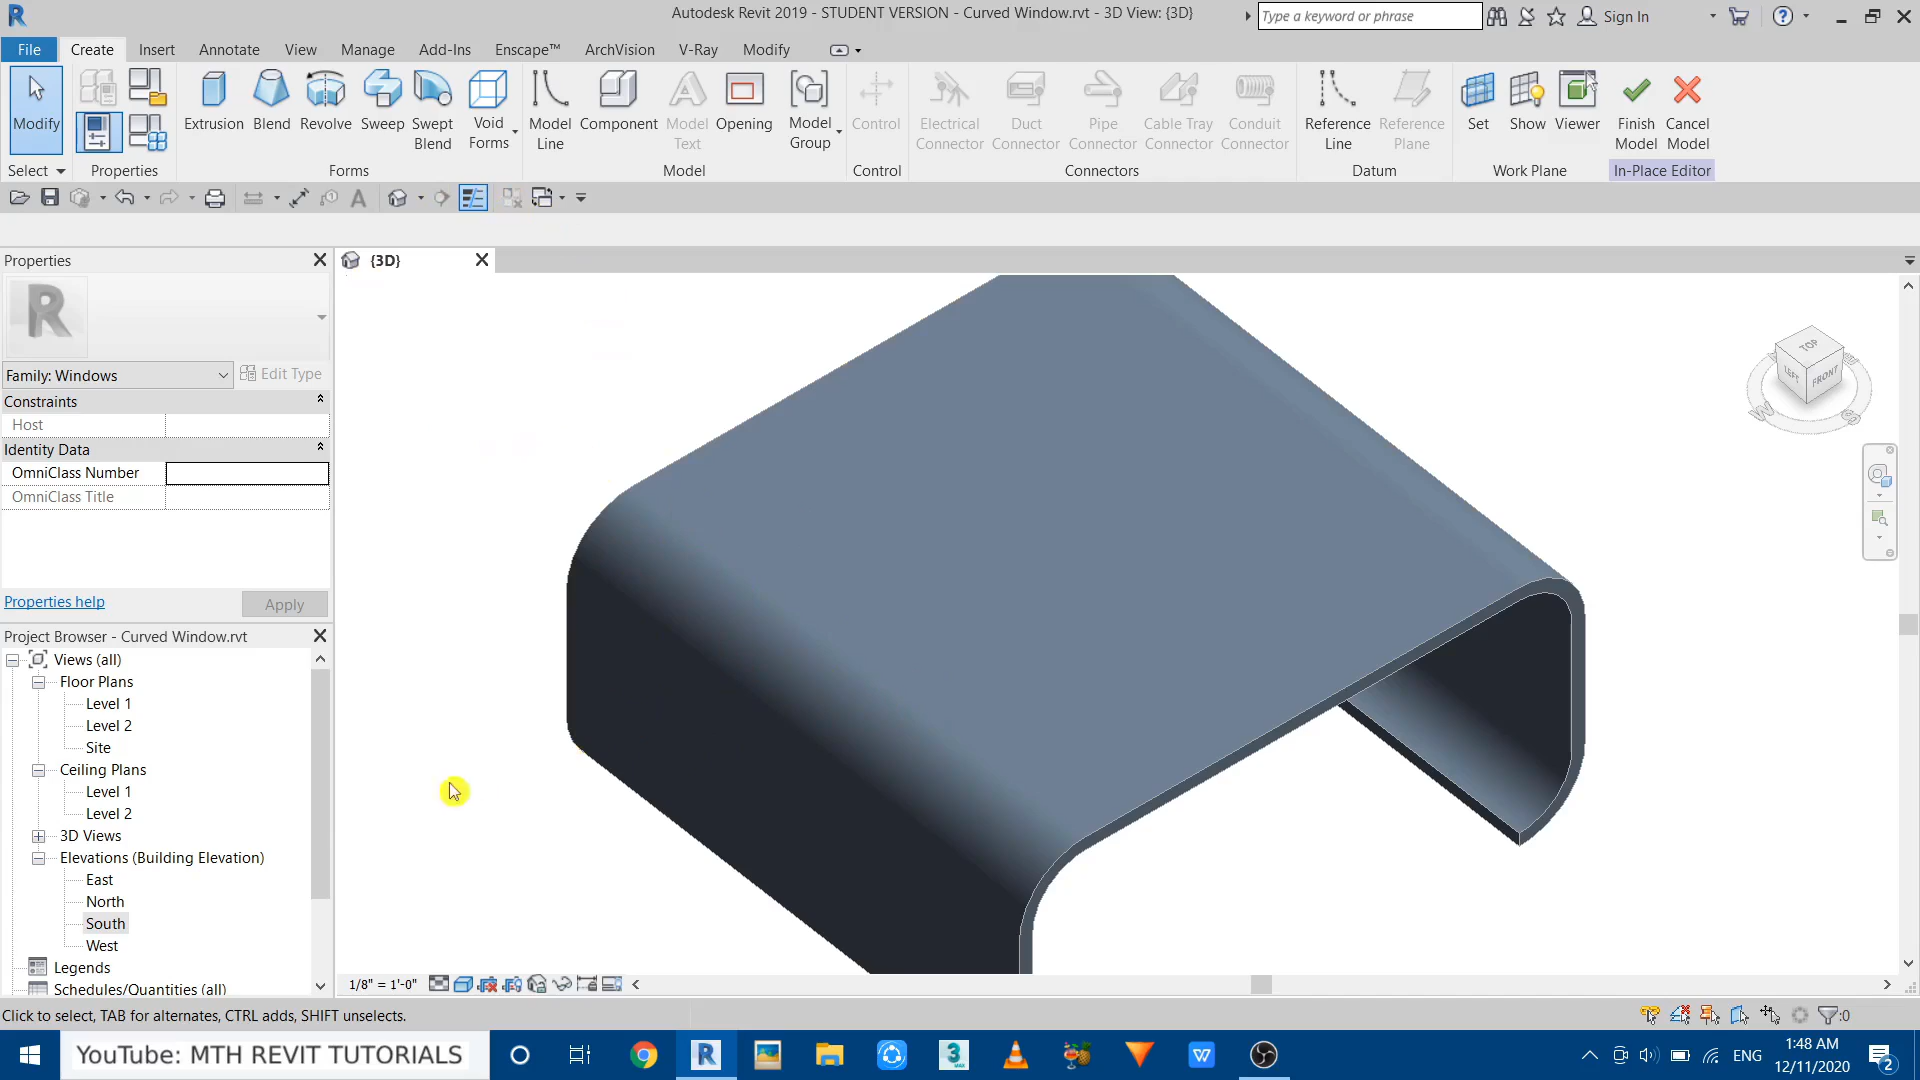 Autodesk Revit 2019 - STUDENT VERSION - Curved Window.rvt - 3D View: {3D}
Type a keyword or phrase
Sign In
File Create Insert Annotate View Manage Add-Ins Enscape™ ArchVision V-Ray Modify
Modify
Extrusion Blend Revolve Sweep Swept Blend Void Forms
Model Line Component Model Text Opening Model Group
Control
Electrical Connector Duct Connector Pipe Connector Cable Tray Connector Conduit Connector
Reference Line Reference Plane
Set Show Viewer
Finish Model Cancel Model
Select Properties Forms Model Control Connectors Datum Work Plane In-Place Editor
Properties
{3D}
R
Family: Windows
Edit Type
Constraints
Host
Identity Data
OmniClass Number
OmniClass Title
Properties help
Apply
TOP
LEFT
FRONT
W
S
Project Browser - Curved Window.rvt
Views (all)
Floor Plans
Level 1
Level 2
Site
Ceiling Plans
Level 1
Level 2
3D Views
Elevations (Building Elevation)
East
North
South
West
Legends
Schedules/Quantities (all)
1/8" = 1'-0"
Click to select, TAB for alternates, CTRL adds, SHIFT unselects.
:0
YouTube: MTH REVIT TUTORIALS
ENG
1:48 AM
12/11/2020
2